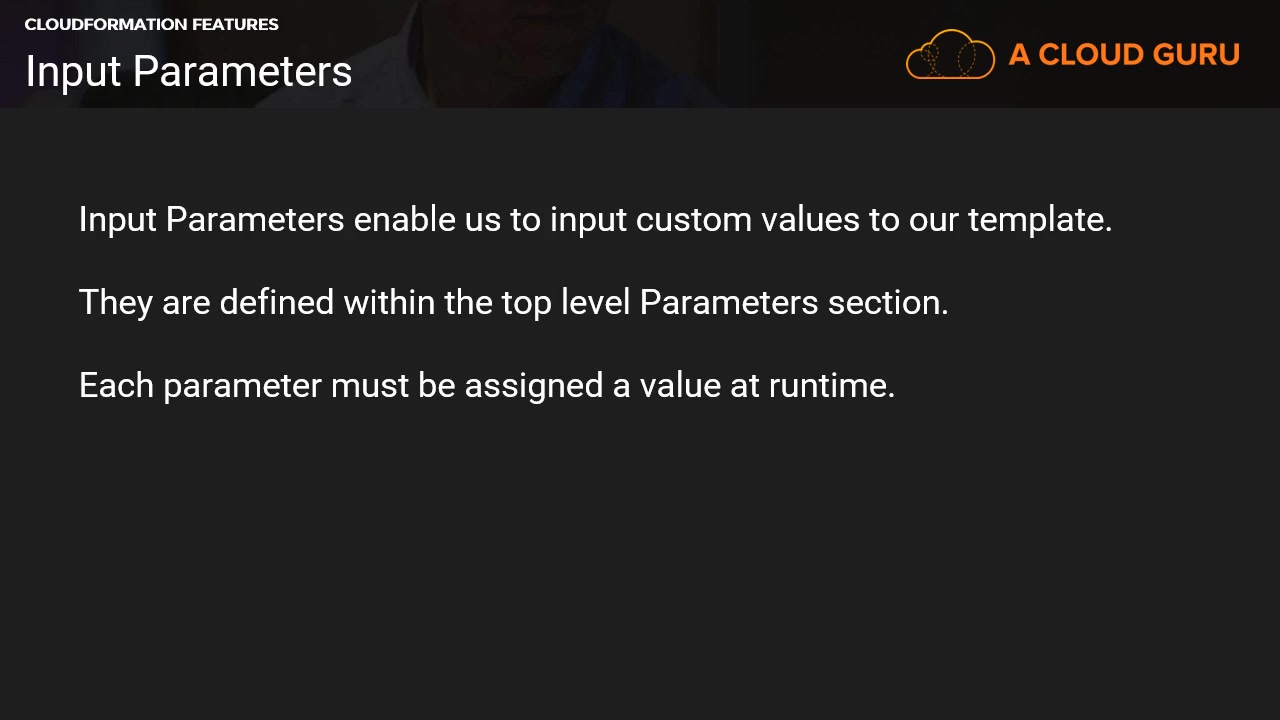 CLOUDFORMATION FEATURES
Input Parameters
A CLOUD GURU
Input Parameters enable us to input custom values to our template.
They are defined within the top level Parameters section.
Each parameter must be assigned a value at runtime.